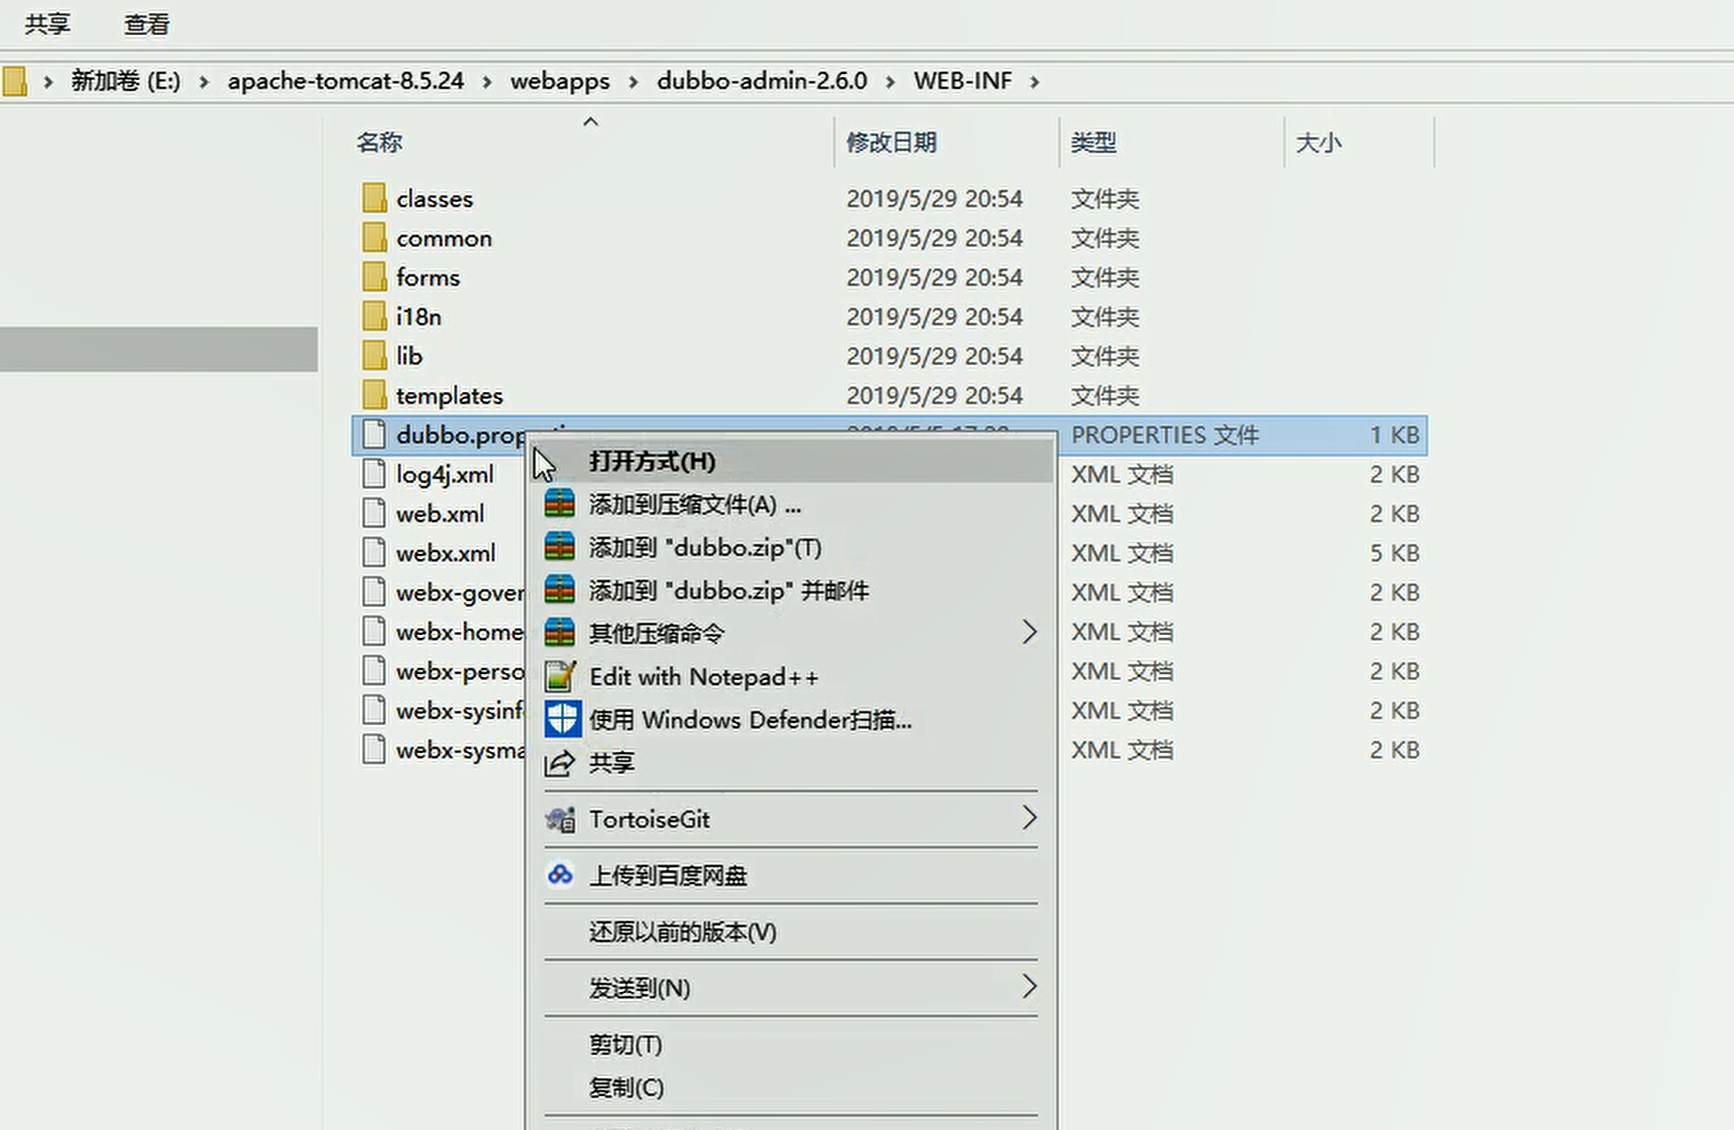 共享 查看
新加卷 (E:) › apache-tomcat-8.5.24 › webapps › dubbo-admin-2.6.0 › WEB-INF ›
名称 修改日期 类型 大小
classes 2019/5/29 20:54 文件夹
common 2019/5/29 20:54 文件夹
forms 2019/5/29 20:54 文件夹
i18n 2019/5/29 20:54 文件夹
lib 2019/5/29 20:54 文件夹
templates 2019/5/29 20:54 文件夹
dubbo.prop PROPERTIES 文件 1 KB
log4j.xml XML 文档 2 KB
web.xml XML 文档 2 KB
webx.xml XML 文档 5 KB
webx-gover XML 文档 2 KB
webx-home XML 文档 2 KB
webx-perso XML 文档 2 KB
webx-sysinf XML 文档 2 KB
webx-sysma XML 文档 2 KB
打开方式(H)
添加到压缩文件(A) ...
添加到 "dubbo.zip"(T)
添加到 "dubbo.zip" 并邮件
其他压缩命令
Edit with Notepad++
使用 Windows Defender扫描...
共享
TortoiseGit
上传到百度网盘
还原以前的版本(V)
发送到(N)
剪切(T)
复制(C)